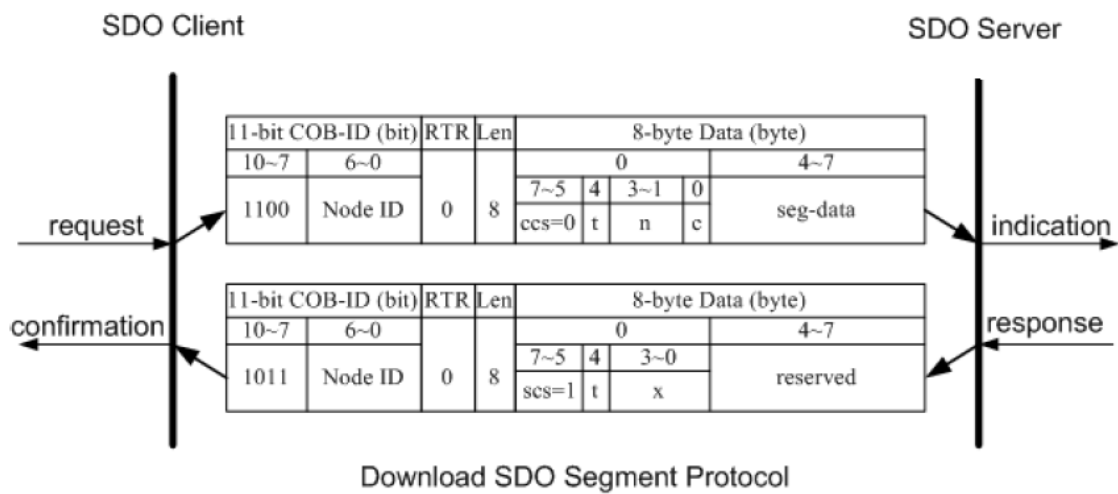 SDO Client
SDO Server
11-bit COB-ID (bit) RTR Len 8-byte Data (byte)
10~7 6~0 0 4~7
7~5 4 3~1 0
1100 Node ID 0 8 seg-data
ccs=0 t n c
request
indication
11-bit COB-ID (bit) RTR Len 8-byte Data (byte)
confirmation
10~7 6~0 0 4~7
response
7~5 4 3~0
1011 Node ID 0 8 reserved
scs=1 t x
Download SDO Segment Protocol